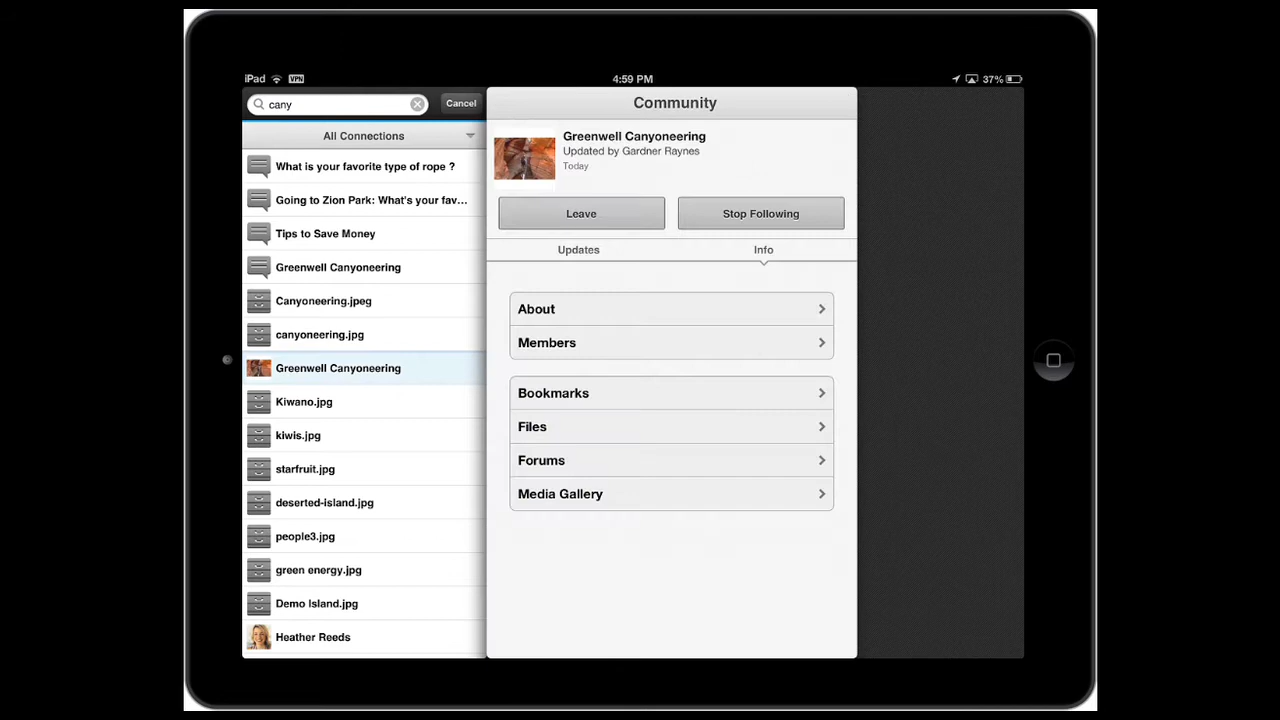 iPad VPN
4:59 PM
37%
cany
Cancel
All Connections
What is your favorite type of rope ?
Going to Zion Park: What's your fav...
Tips to Save Money
Greenwell Canyoneering
Canyoneering.jpeg
canyoneering.jpg
Greenwell Canyoneering
Kiwano.jpg
kiwis.jpg
starfruit.jpg
deserted-island.jpg
people3.jpg
green energy.jpg
Demo Island.jpg
Heather Reeds
Community
Greenwell Canyoneering
Updated by Gardner Raynes
Today
Leave
Stop Following
Updates
Info
About
Members
Bookmarks
Files
Forums
Media Gallery